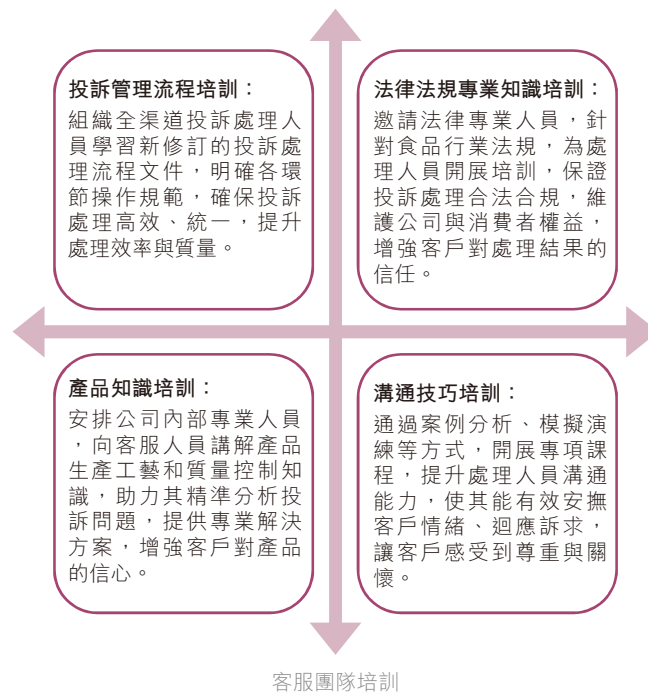 投訴管理流程培訓：
組織全渠道投訴處理人
員學習新修訂的投訴處
理流程文件，明確各環
節操作規範，確保投訴
處理高效、統一，提升
處理效率與質量。
法律法規專業知識培訓：
邀請法律專業人員，針
對食品行業法規，為處
理人員開展培訓，保證
投訴處理合法合規，維
護公司與消費者權益，
增強客戶對處理結果的
信任。
產品知識培訓：
安排公司內部專業人員
，向客服人員講解產品
生產工藝和質量控制知
識，助力其精準分析投
訴問題，提供專業解決
方案，增強客戶對產品
的信心。
溝通技巧培訓：
通過案例分析、模擬演
練等方式，開展專項課
程，提升處理人員溝通
能力，使其能有效安撫
客戶情緒、迴應訴求，
讓客戶感受到尊重與關
懷。
客服團隊培訓